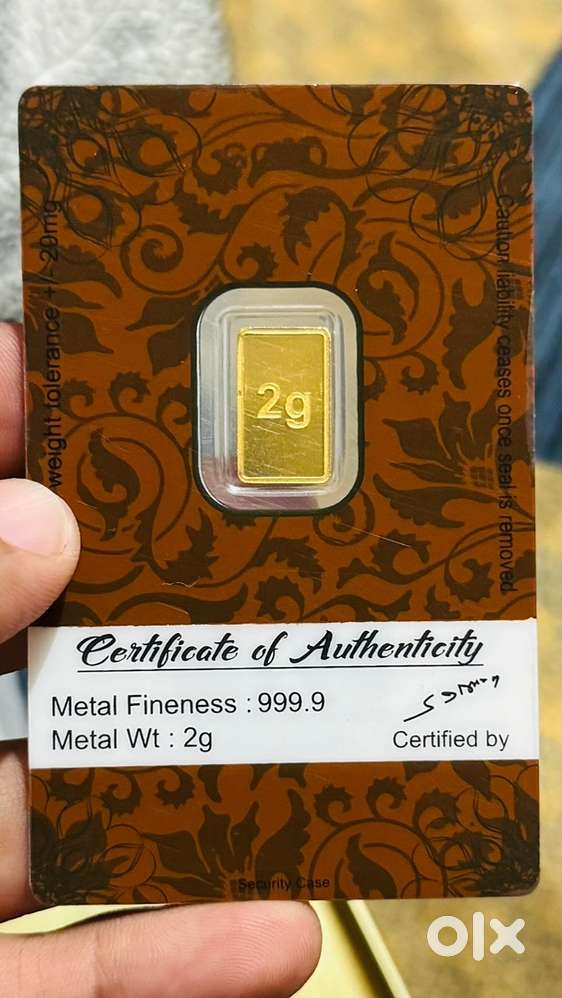 weight tolerance +/- 20mg
Caution liability ceases once seal is removed
2g
Certificate of Authenticity
Metal Fineness : 999.9
Metal Wt : 2g
Certified by
Security Case
olx